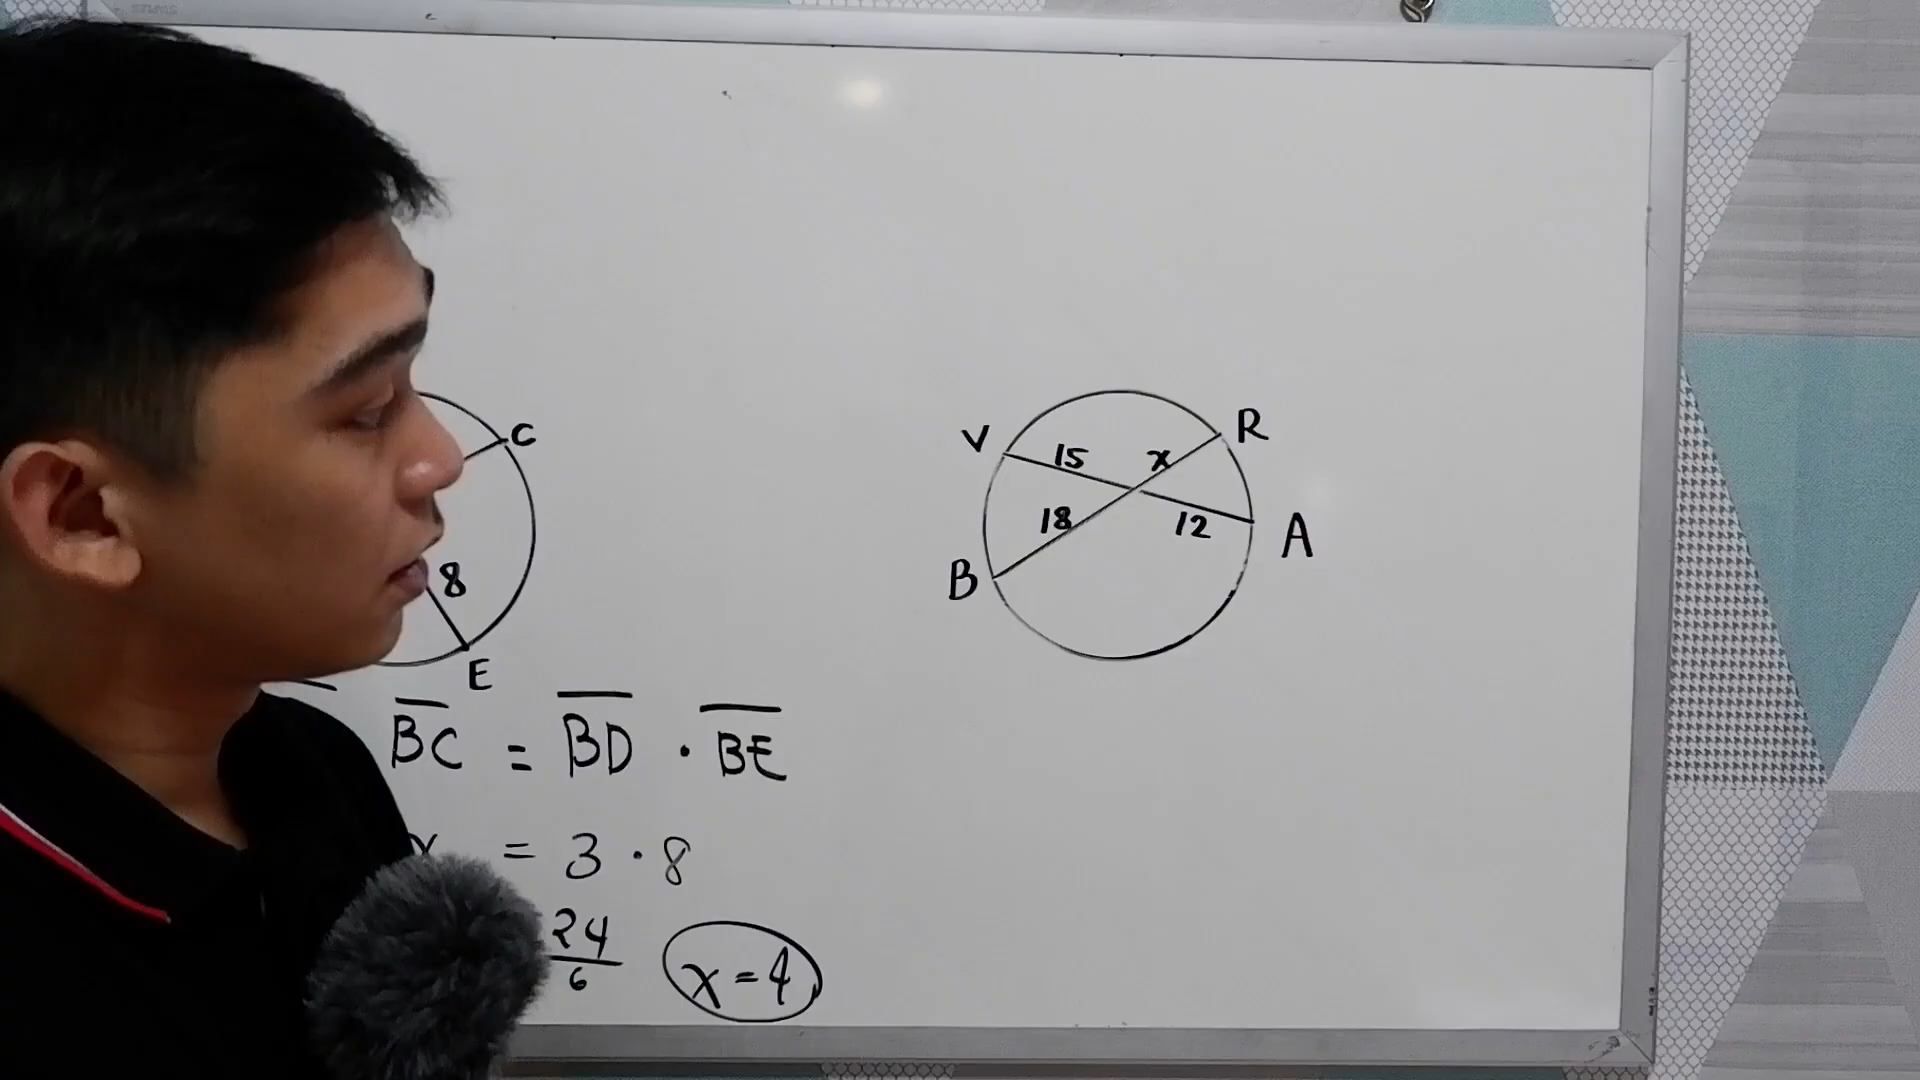 C
8
E
BC = BD · BE
x = 3 · 8
24
6
x = 4
V
R
15
x
18
12
B
A